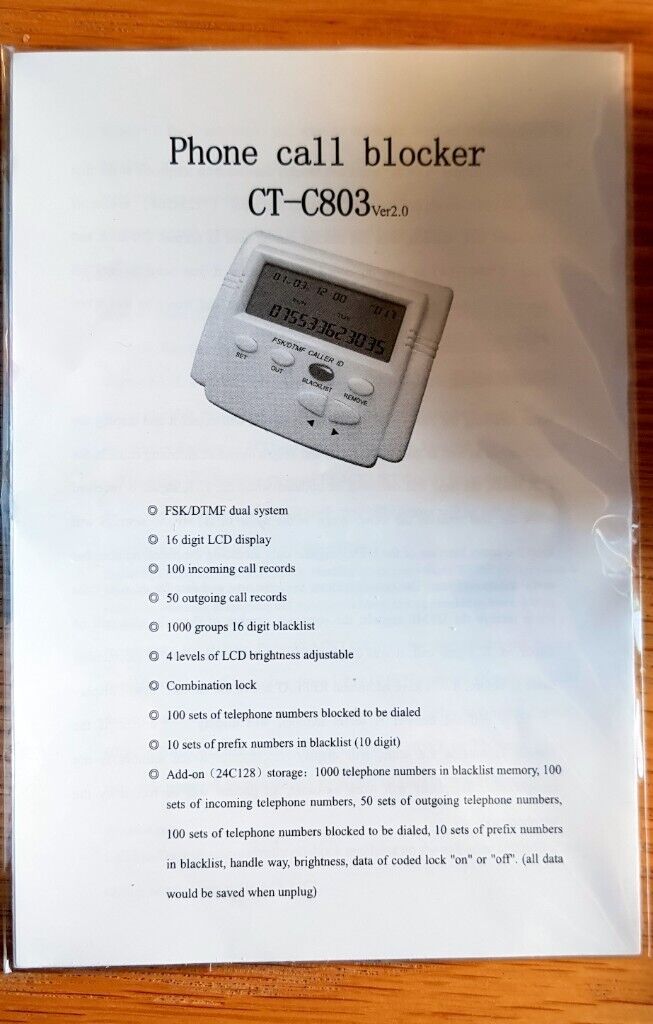 Phone call blocker
CT-C803Ver2.0
01-03 12 00
075533623035
FSK/DTMF CALLER ID
SET
OUT
BLACKLIST
REMOVE
◎ FSK/DTMF dual system
◎ 16 digit LCD display
◎ 100 incoming call records
◎ 50 outgoing call records
◎ 1000 groups 16 digit blacklist
◎ 4 levels of LCD brightness adjustable
◎ Combination lock
◎ 100 sets of telephone numbers blocked to be dialed
◎ 10 sets of prefix numbers in blacklist (10 digit)
◎ Add-on（24C128）storage: 1000 telephone numbers in blacklist memory, 100
sets of incoming telephone numbers, 50 sets of outgoing telephone numbers,
100 sets of telephone numbers blocked to be dialed, 10 sets of prefix numbers
in blacklist, handle way, brightness, data of coded lock "on" or "off". (all data
would be saved when unplug)